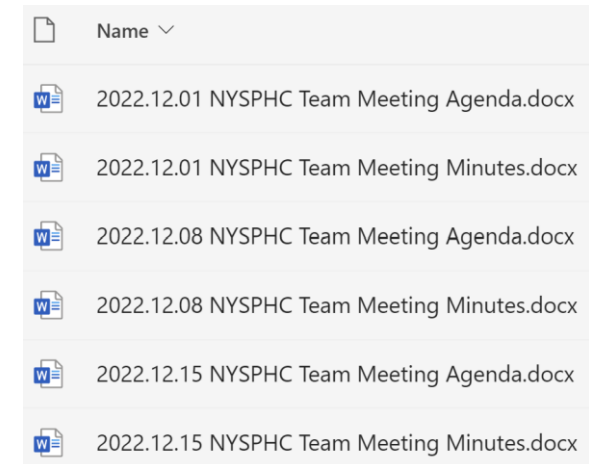 Name
2022.12.01 NYSPHC Team Meeting Agenda.docx
2022.12.01 NYSPHC Team Meeting Minutes.docx
2022.12.08 NYSPHC Team Meeting Agenda.docx
2022.12.08 NYSPHC Team Meeting Minutes.docx
2022.12.15 NYSPHC Team Meeting Agenda.docx
2022.12.15 NYSPHC Team Meeting Minutes.docx